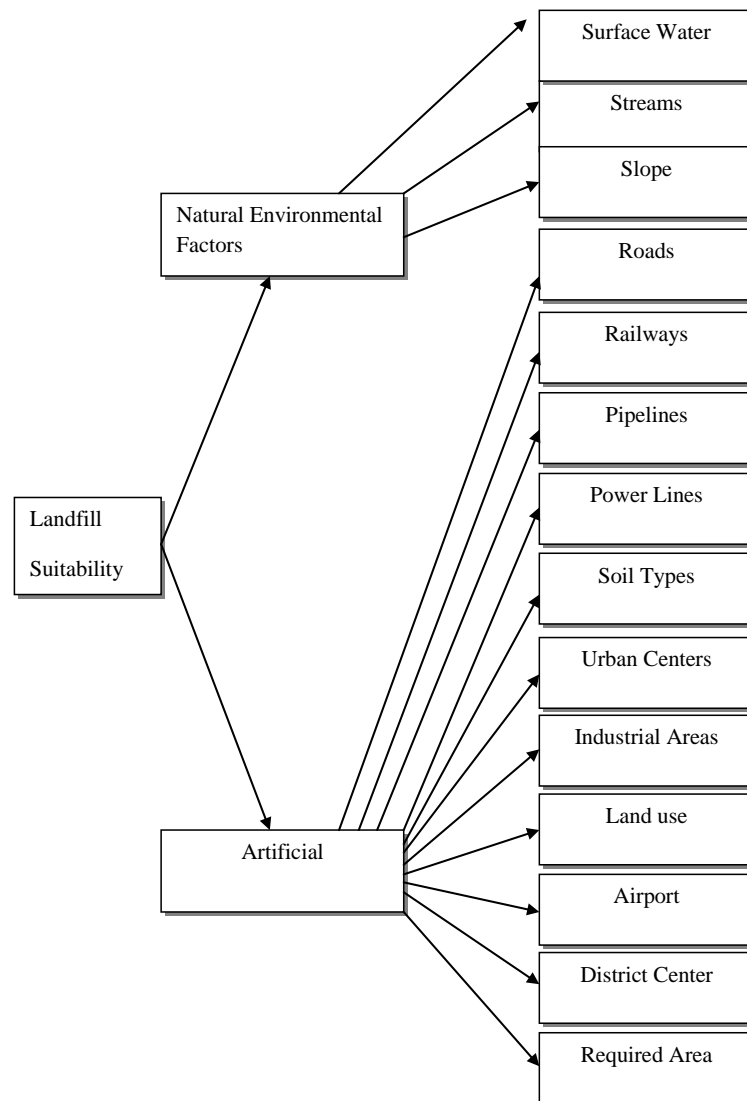 Surface Water
Streams
Slope
Natural Environmental
Factors
Roads
Railways
Pipelines
Power Lines
Landfill
Suitability
Soil Types
Urban Centers
Industrial Areas
Artificial
Land use
Airport
District Center
Required Area